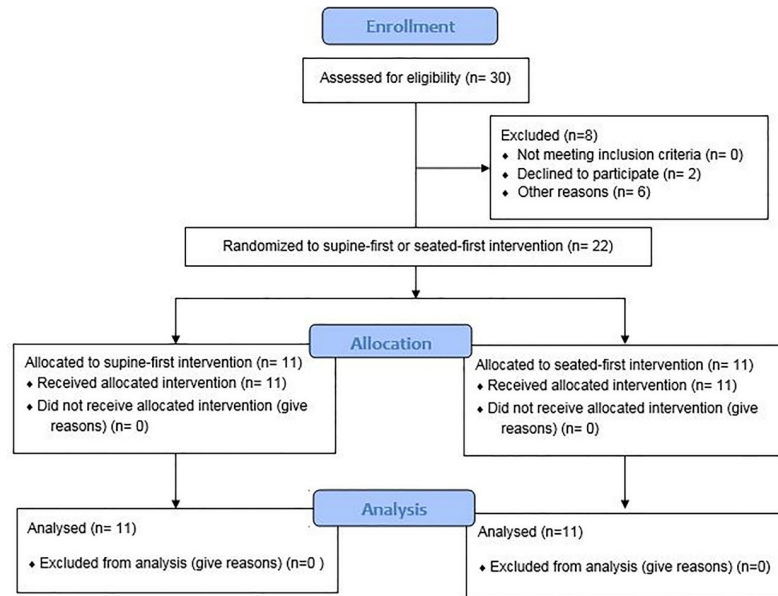 Enrollment
Assessed for eligibility (n= 30)
Excluded (n=8)
♦ Not meeting inclusion criteria (n= 0)
♦ Declined to participate (n= 2)
♦ Other reasons (n= 6)
Randomized to supine-first or seated-first intervention (n= 22)
Allocation
Allocated to supine-first intervention (n= 11)
♦ Received allocated intervention (n= 11)
♦ Did not receive allocated intervention (give
reasons) (n= 0)
Allocated to seated-first intervention (n= 11)
♦ Received allocated intervention (n= 11)
♦ Did not receive allocated intervention (give
reasons) (n= 0)
Analysis
Analysed (n= 11)
♦ Excluded from analysis (give reasons) (n=0 )
Analysed (n=11)
♦ Excluded from analysis (give reasons) (n=0)